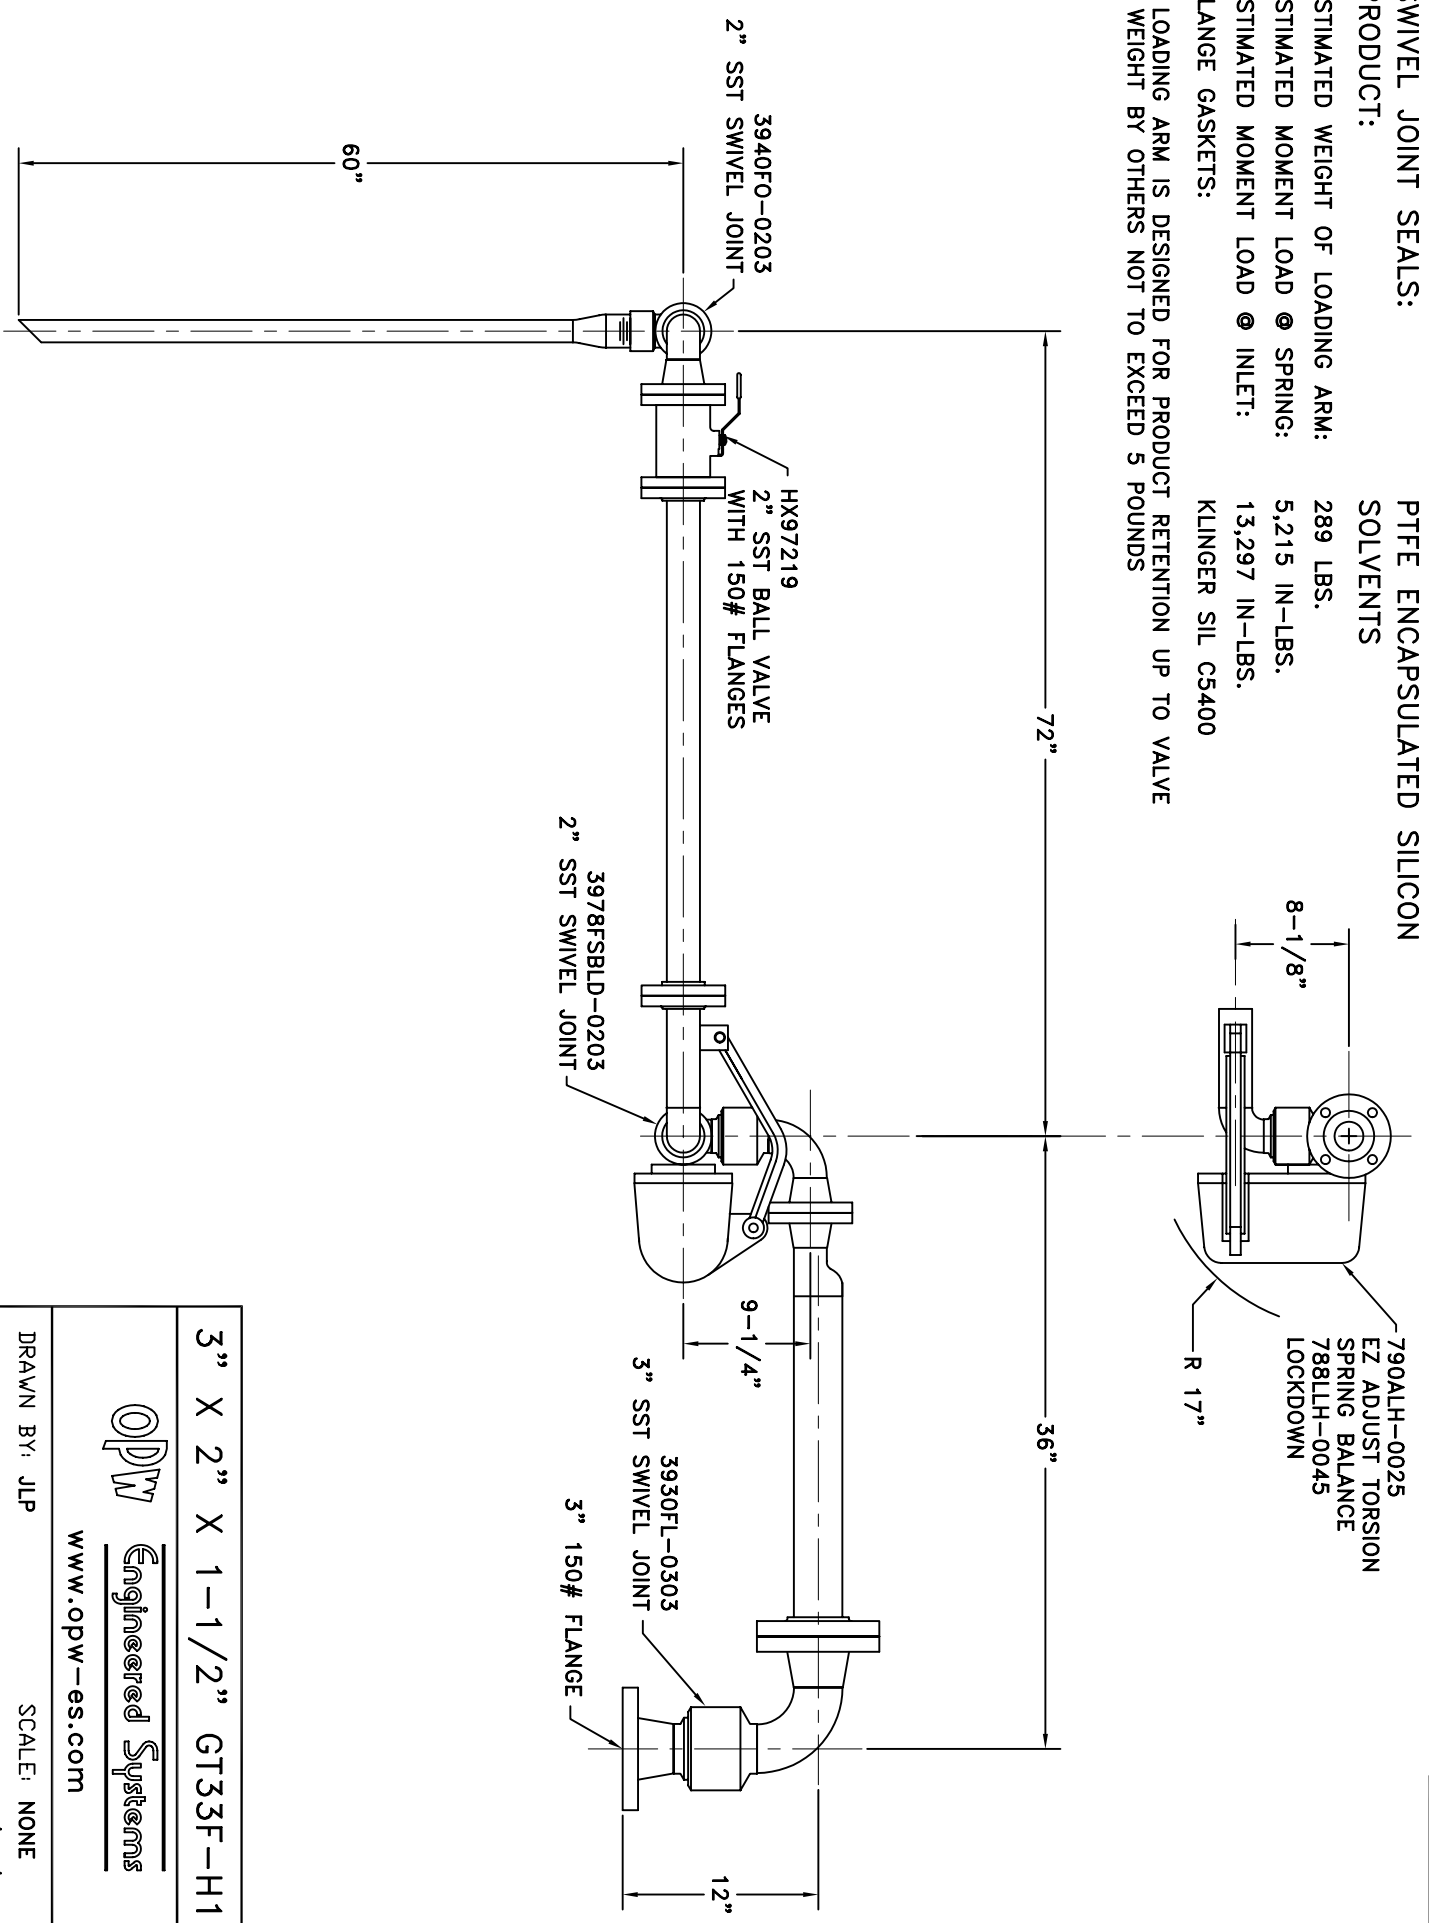 SWIVEL JOINT SEALS: PTFE ENCAPSULATED SILICON
PRODUCT: SOLVENTS
STIMATED WEIGHT OF LOADING ARM: 289 LBS.
STIMATED MOMENT LOAD @ SPRING: 5,215 IN-LBS.
STIMATED MOMENT LOAD @ INLET: 13,297 IN-LBS.
LANGE GASKETS: KLINGER SIL C5400
LOADING ARM IS DESIGNED FOR PRODUCT RETENTION UP TO VALVE
WEIGHT BY OTHERS NOT TO EXCEED 5 POUNDS
8-1/8"
790ALH-0025
EZ ADJUST TORSION
SPRING BALANCE
788LLH-0045
LOCKDOWN
R 17"
72"
36"
3940FO-0203
2" SST SWIVEL JOINT
HX97219
2" SST BALL VALVE
WITH 150# FLANGES
9-1/4"
12"
3978FSBLD-0203
2" SST SWIVEL JOINT
3930FL-0303
3" SST SWIVEL JOINT
3" 150# FLANGE
60"
3" X 2" X 1-1/2" GT33F-H1
OPW Engineered Systems
www.opw-es.com
DRAWN BY: JLP SCALE: NONE